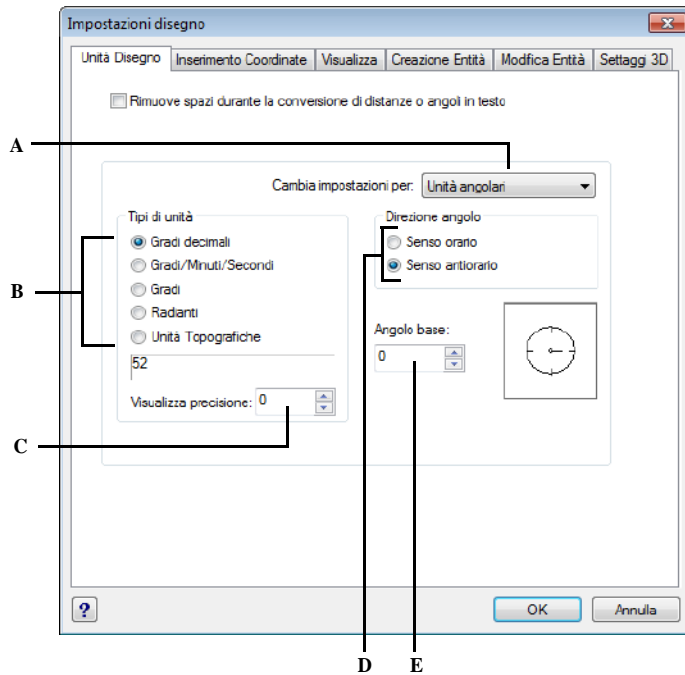 Impostazioni disegno
Unità Disegno Inserimento Coordinate Visualizza Creazione Entità Modifica Entità Settaggi 3D
Rimuove spazi durante la conversione di distanze o angoli in testo
A
Cambia impostazioni per: Unità angolari
Tipi di unità
Gradi decimali
Gradi/Minuti/Secondi
Gradi
Radianti
Unità Topografiche
52
Visualizza precisione: 0
B
C
Direzione angolo
Senso orario
Senso antiorario
Angolo base:
0
? OK Annulla
D E